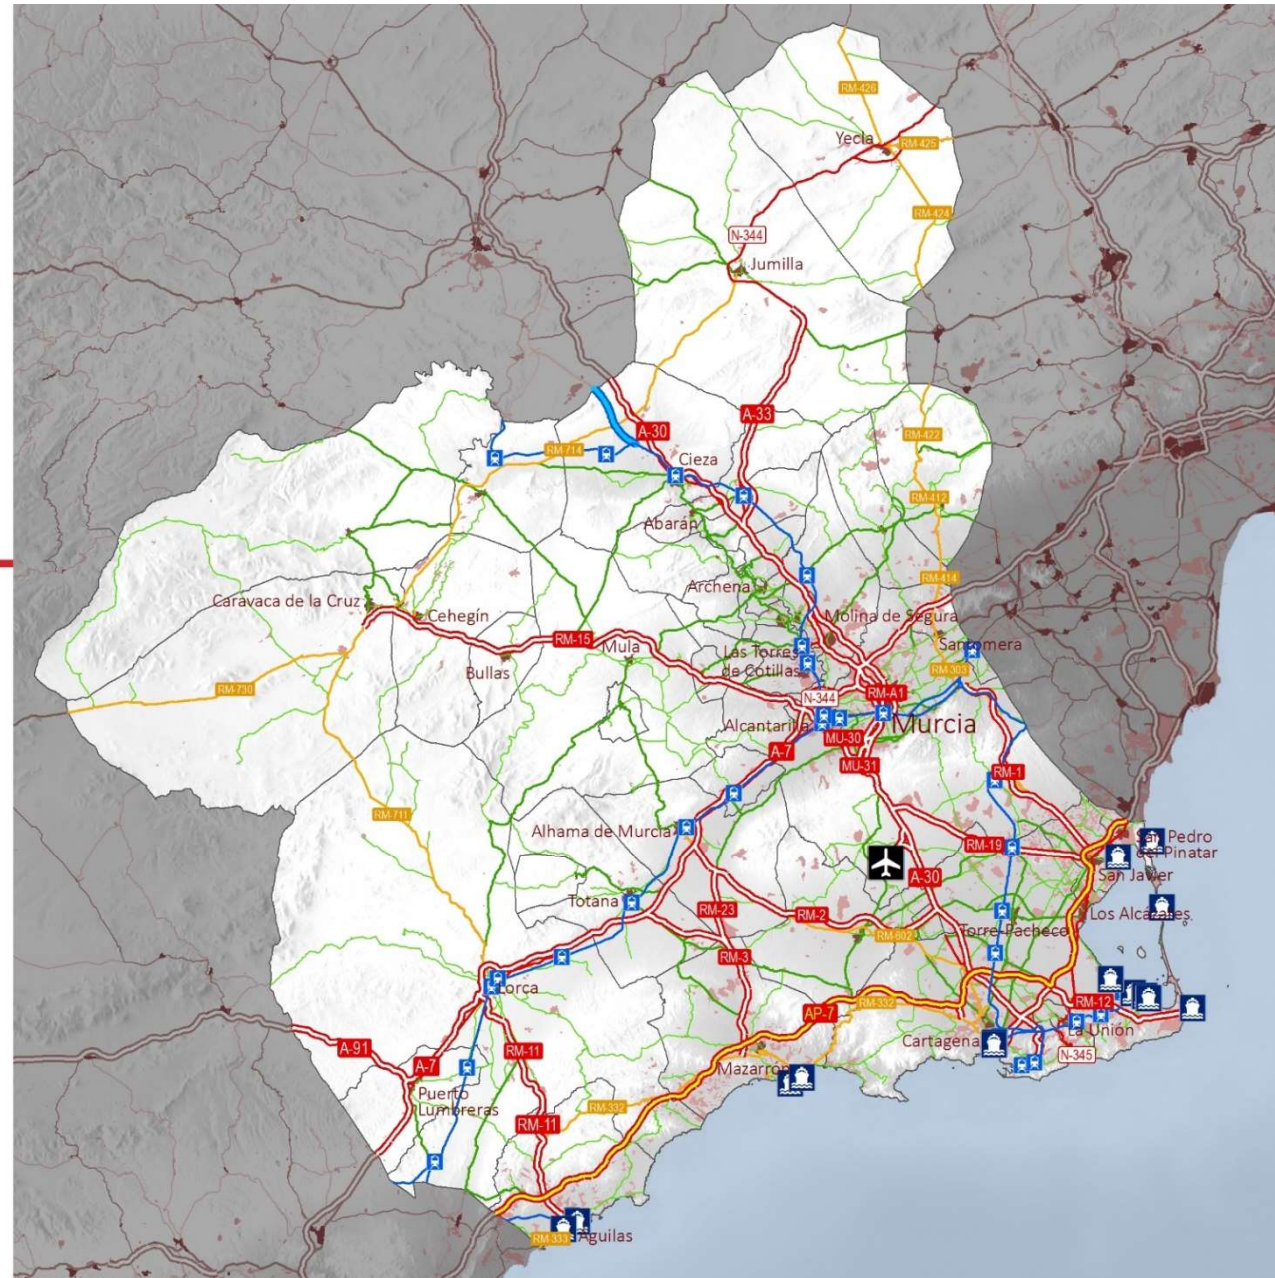 RM-426
Yecla
RM-425
RM-424
N-344
Jumilla
A-33
A-30
RM-422
RM-714
Cieza
RM-412
Abarán
RM-414
Archena
Caravaca de la Cruz
Cehegín
Molina de Segura
RM-15
Mula
Santomera
Las Torres
de Cotillas
Bullas
RM-303
RM-730
RM-A1
N-344
Alcantarilla
Murcia
MU-30
A-7
MU-31
RM-1
RM-711
Alhama de Murcia
San Pedro
del Pinatar
RM-19
San Javier
A-30
Totana
RM-23
RM-2
Los Alcázares
Torre-Pacheco
RM-602
RM-3
Lorca
RM-332
RM-12
AP-7
La Unión
Cartagena
A-91
RM-11
N-345
A-7
Mazarrón
Puerto
Lumbreras
RM-332
RM-11
Águilas
RM-333